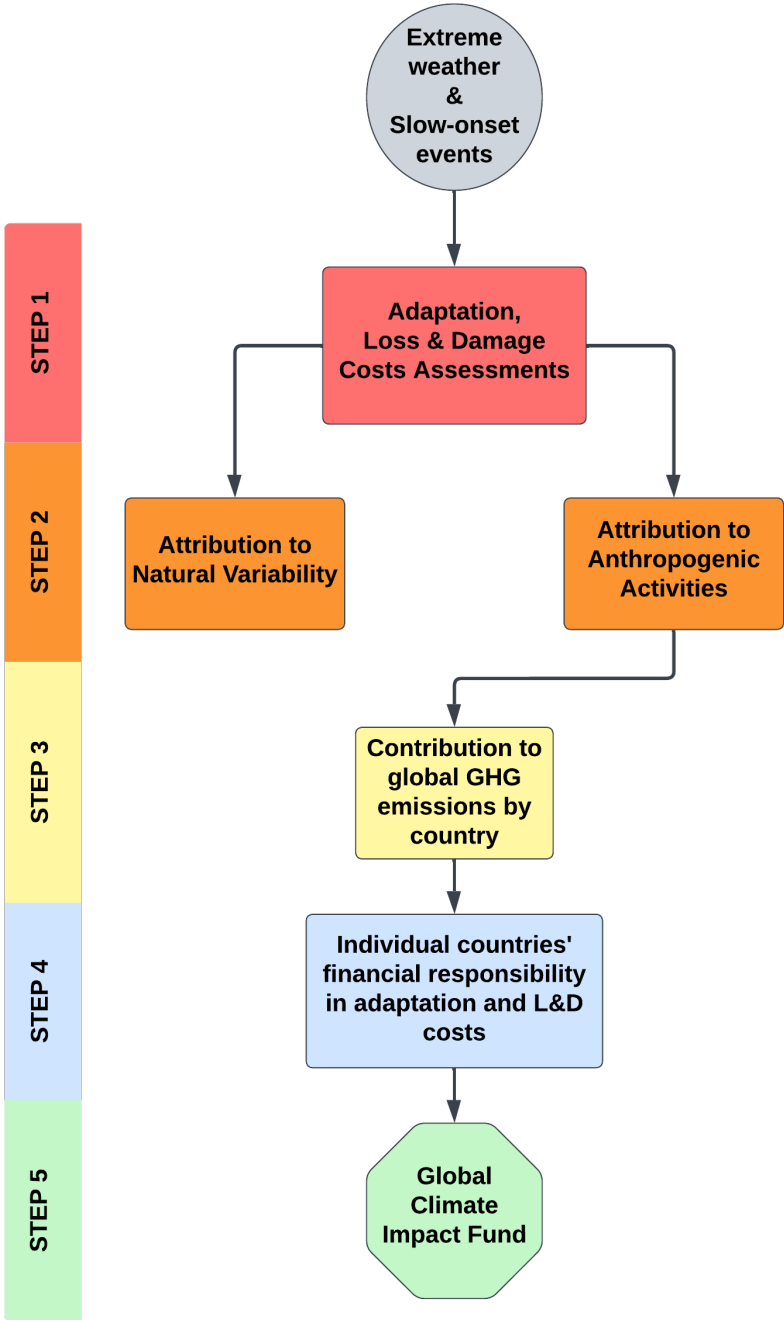 Extreme
weather
&
Slow-onset
events
STEP 1
Adaptation,
Loss & Damage
Costs Assessments
STEP 2
Attribution to
Natural Variability
Attribution to
Anthropogenic
Activities
STEP 3
Contribution to
global GHG
emissions by
country
STEP 4
Individual countries'
financial responsibility
in adaptation and L&D
costs
STEP 5
Global
Climate
Impact Fund